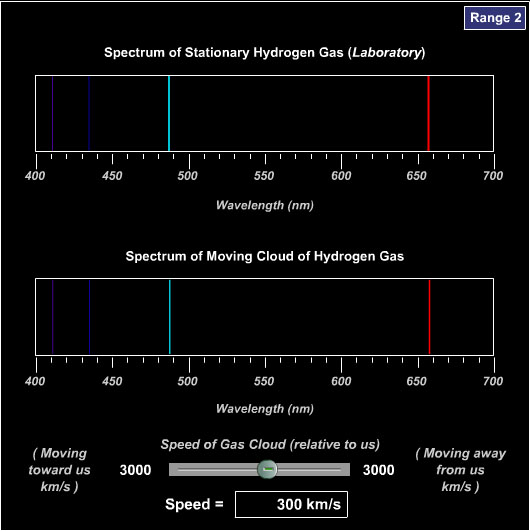 Range 2
Spectrum of Stationary Hydrogen Gas (Laboratory)
400 450 500 550 600 650 700
Wavelength (nm)
Spectrum of Moving Cloud of Hydrogen Gas
400 450 500 550 600 650 700
Wavelength (nm)
Speed of Gas Cloud (relative to us)
( Moving
toward us
km/s )
3000
3000
( Moving away
from us
km/s )
Speed = 300 km/s